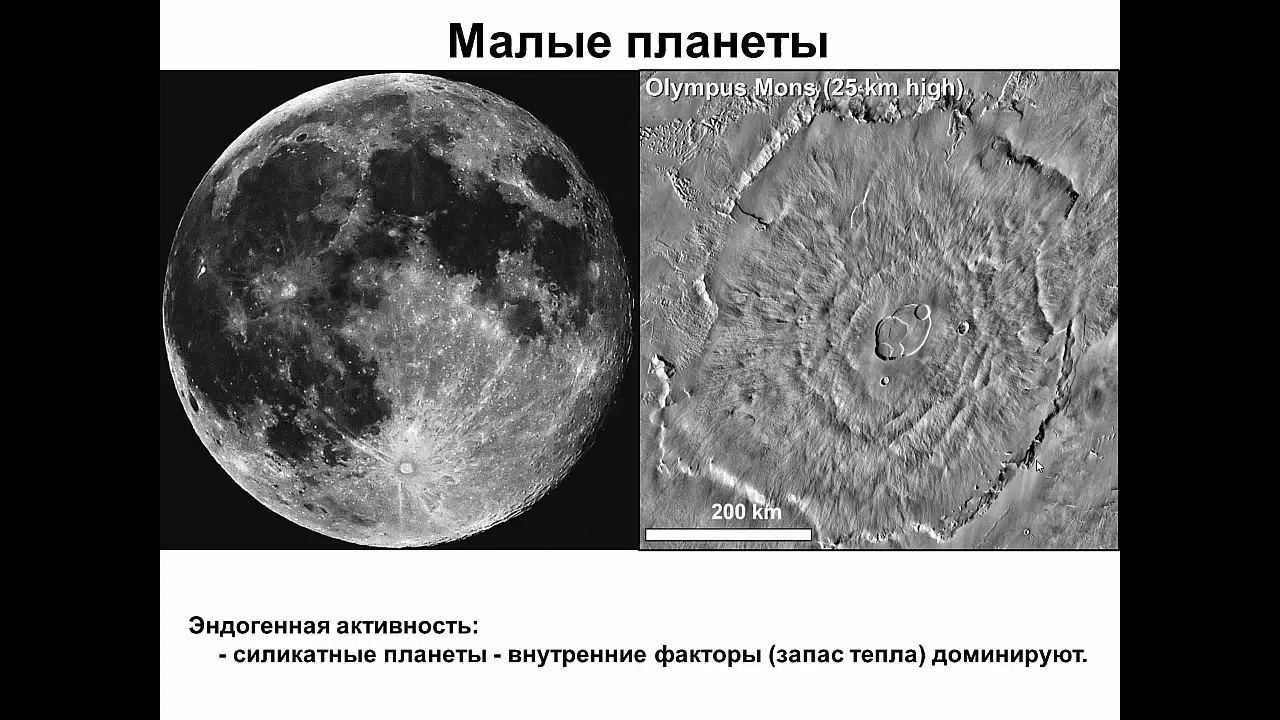 Малые планеты
Olympus Mons (25-km high)
200 km
Эндогенная активность:
- силикатные планеты - внутренние факторы (запас тепла) доминируют.